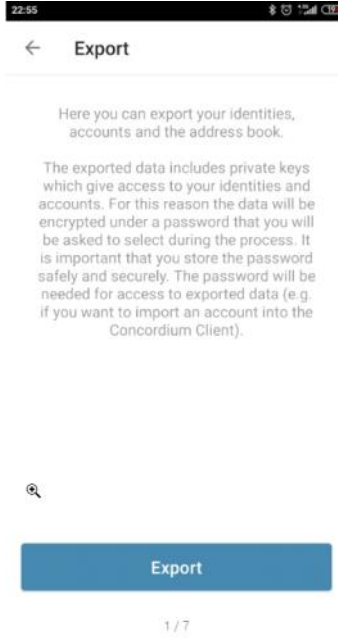 22:55
Export
Here you can export your identities,
accounts and the address book.
The exported data includes private keys
which give access to your identities and
accounts. For this reason the data will be
encrypted under a password that you will
be asked to select during the process. It
is important that you store the password
safely and securely. The password will be
needed for access to exported data (e.g.
if you want to import an account into the
Concordium Client).
Export
1 / 7